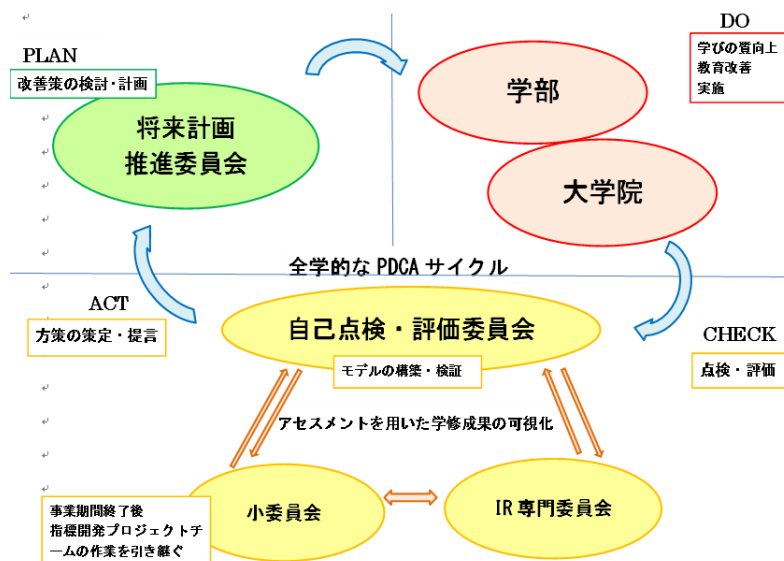 PLAN
改善策の検討・計画
将来計画
推進委員会
DO
学びの質向上
教育改善
実施
学部
大学院
全学的な PDCA サイクル
ACT
方策の策定・提言
自己点検・評価委員会
モデルの構築・検証
CHECK
点検・評価
アセスメントを用いた学修成果の可視化
事業期間終了後
指標開発プロジェクトチ
ームの作業を引き継ぐ
小委員会
IR 専門委員会